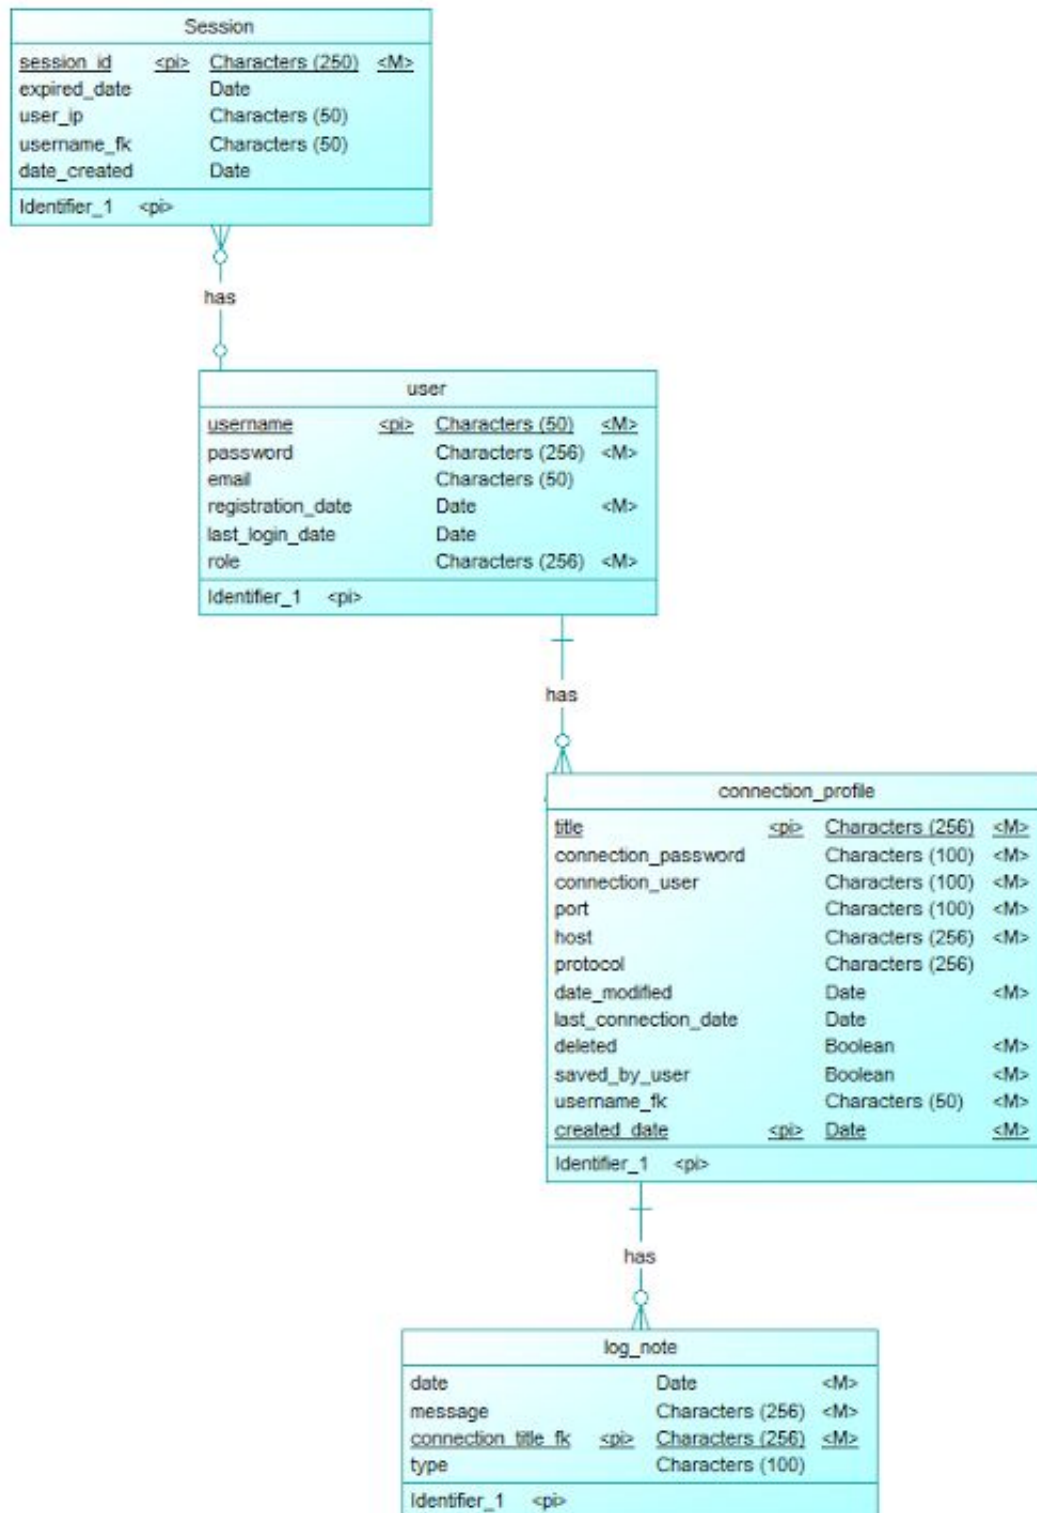 Session
session_id <pi> Characters (250) <M>
expired_date Date
user_ip Characters (50)
username_fk Characters (50)
date_created Date
Identifier_1 <pi>
has
user
username <pi> Characters (50) <M>
password Characters (256) <M>
email Characters (50)
registration_date Date <M>
last_login_date Date
role Characters (256) <M>
Identifier_1 <pi>
has
connection_profile
title <pi> Characters (256) <M>
connection_password Characters (100) <M>
connection_user Characters (100) <M>
port Characters (100) <M>
host Characters (256) <M>
protocol Characters (256)
date_modified Date <M>
last_connection_date Date
deleted Boolean <M>
saved_by_user Boolean <M>
username_fk Characters (50) <M>
created_date <pi> Date <M>
Identifier_1 <pi>
has
log_note
date Date <M>
message Characters (256) <M>
connection_title_fk <pi> Characters (256) <M>
type Characters (100)
Identifier_1 <pi>